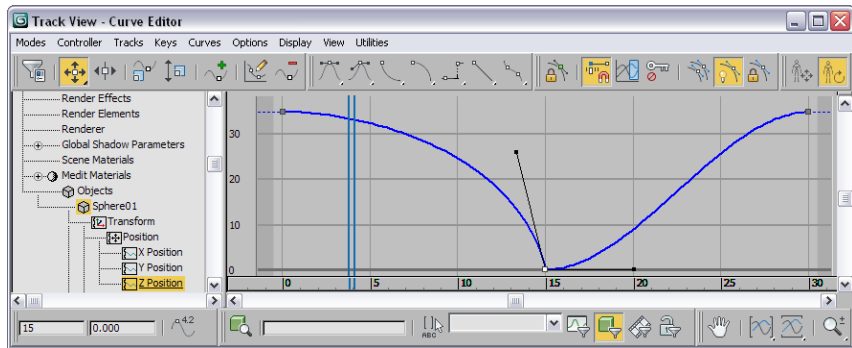 Track View - Curve Editor
Modes Controller Tracks Keys Curves Options Display View Utilities
Render Effects
Render Elements
Renderer
Global Shadow Parameters
Scene Materials
Medit Materials
Objects
Sphere01
Transform
Position
X Position
Y Position
Z Position
30
20
10
0
0 5 10 15 20 25 30
15 0.000 4.2
ABC